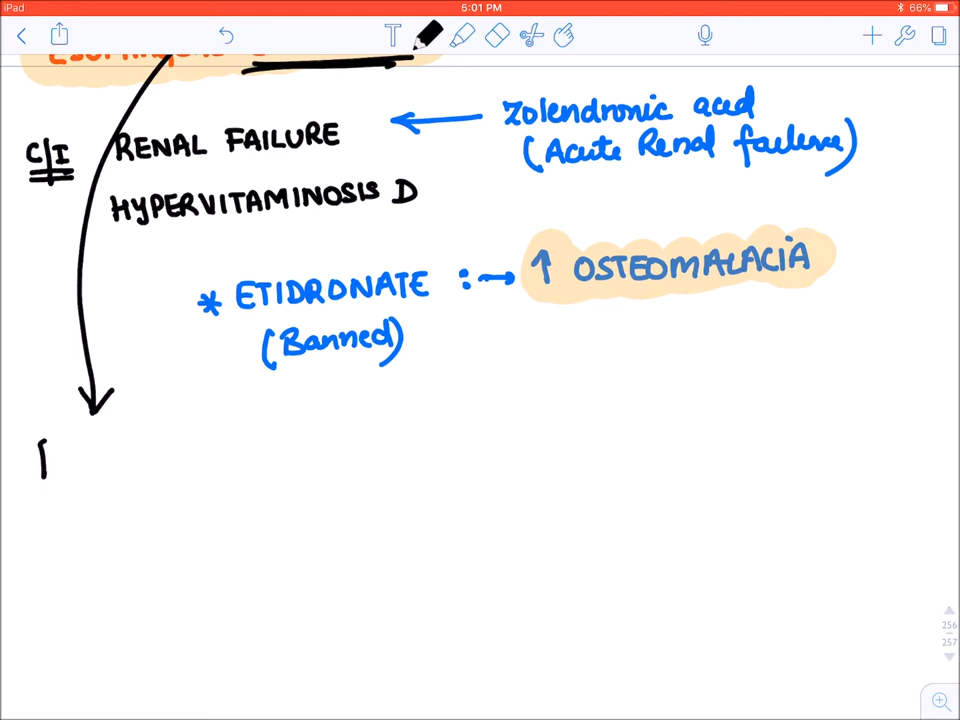 iPad 5:01 PM 66%
T
C/I RENAL FAILURE ← Zolendronic acid
(Acute Renal failure)
HYPERVITAMINOSIS D
* ETIDRONATE :→ ↑ OSTEOMALACIA
(Banned)
256
257